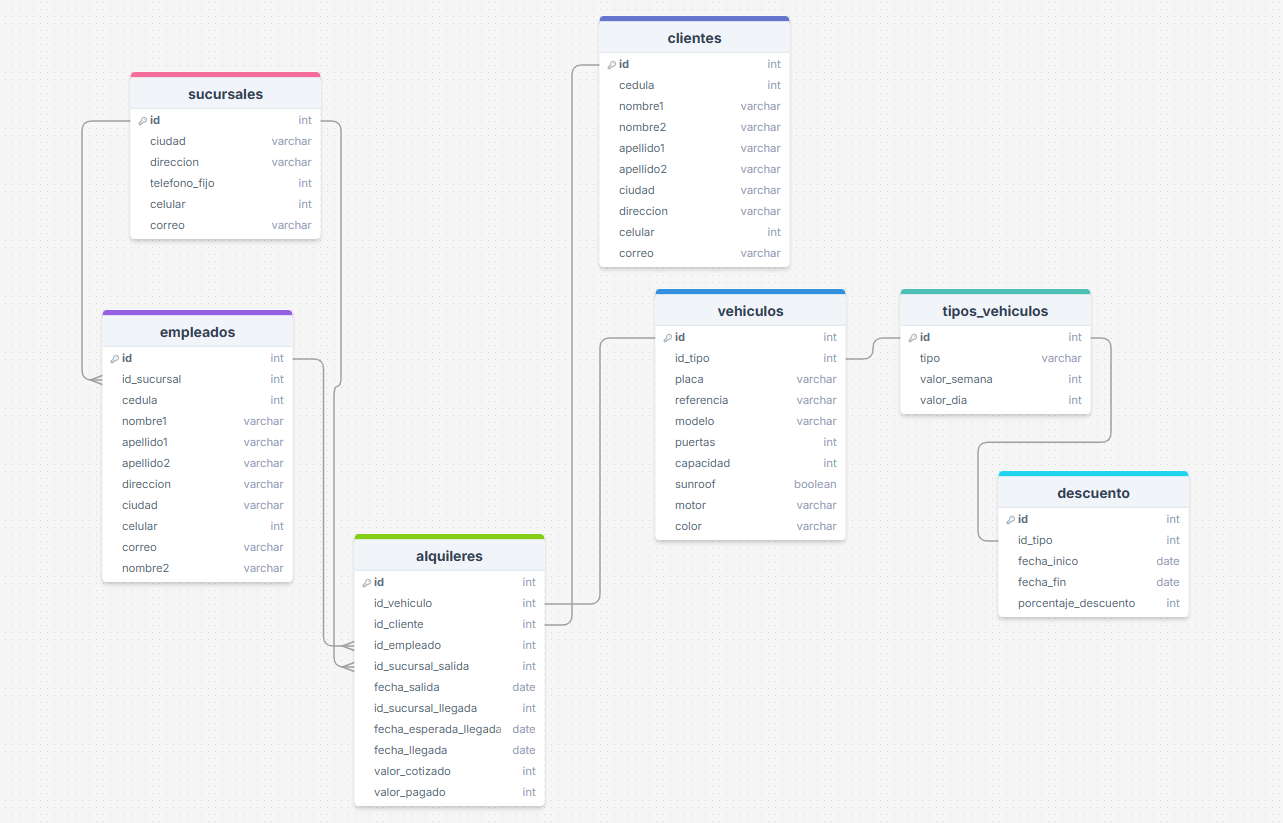 clientes
id int
cedula int
nombre1 varchar
nombre2 varchar
apellido1 varchar
apellido2 varchar
ciudad varchar
direccion varchar
celular int
correo varchar
sucursales
id int
ciudad varchar
direccion varchar
telefono_fijo int
celular int
correo varchar
empleados
id int
id_sucursal int
cedula int
nombre1 varchar
apellido1 varchar
apellido2 varchar
direccion varchar
ciudad varchar
celular int
correo varchar
nombre2 varchar
vehiculos
id int
id_tipo int
placa varchar
referencia varchar
modelo varchar
puertas int
capacidad int
sunroof boolean
motor varchar
color varchar
tipos_vehiculos
id int
tipo varchar
valor_semana int
valor_dia int
descuento
id int
id_tipo int
fecha_inico date
fecha_fin date
porcentaje_descuento int
alquileres
id int
id_vehiculo int
id_cliente int
id_empleado int
id_sucursal_salida int
fecha_salida date
id_sucursal_llegada int
fecha_esperada_llegada date
fecha_llegada date
valor_cotizado int
valor_pagado int